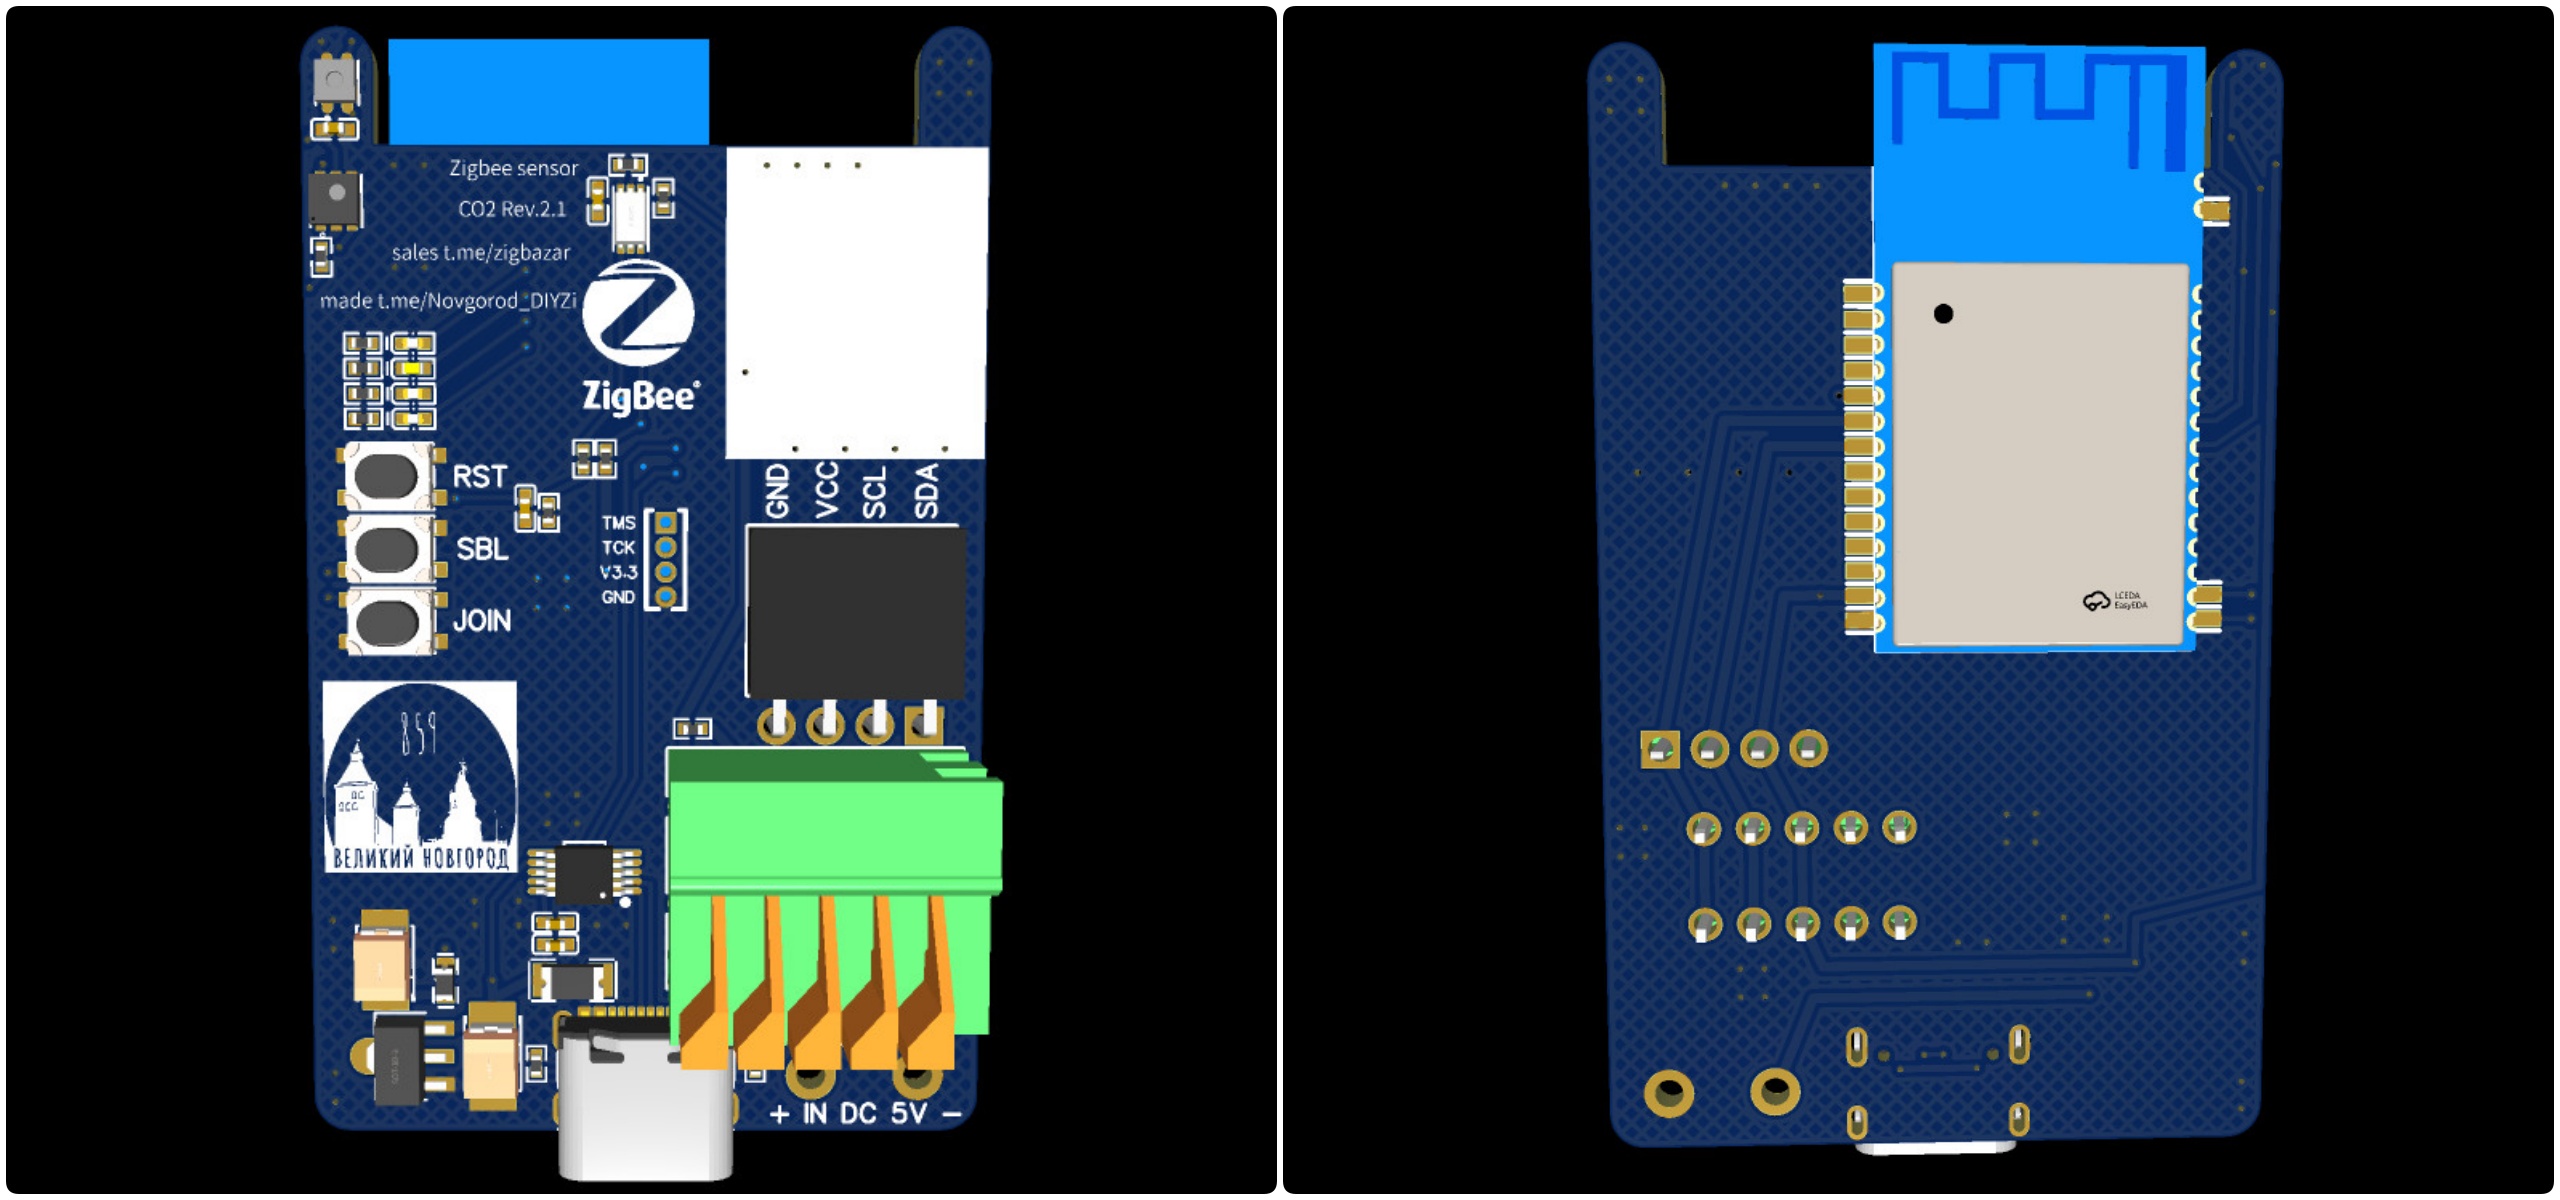 Zigbee sensor
CO2 Rev.2.1
sales t.me/zigbazar
made t.me/Novgorod_DIYZi
ZigBee®
RST
SBL
JOIN
GND
VCC
SCL
SDA
TMS
TCK
V3.3
GND
859
ВЕЛИКИЙ НОВГОРОД
+ IN DC 5V −
LCEDA
EasyEDA